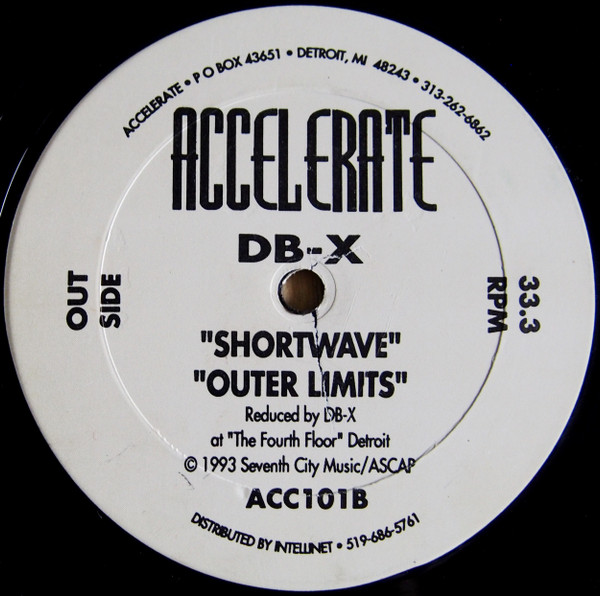 ACCELERATE • P O BOX 43651 • DETROIT, MI 48243 • 313-262-6862
ACCELERATE
DB-X
OUT
SIDE
33.3
RPM
"SHORTWAVE"
"OUTER LIMITS"
Reduced by DB-X
at "The Fourth Floor" Detroit
© 1993 Seventh City Music/ASCAP
ACC101B
DISTRIBUTED BY INTELLINET • 519-686-5761